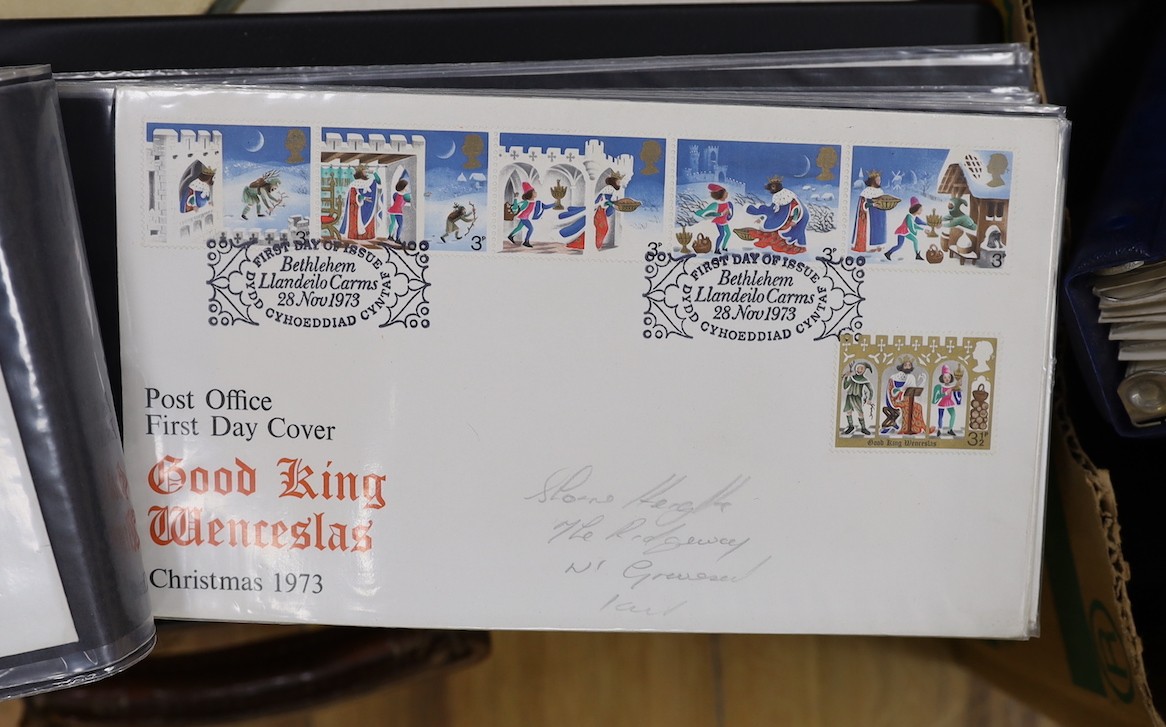 3p
3p
3p
3p
3p
FIRST DAY OF ISSUE
Bethlehem
Llandeilo Carms
28 Nov 1973
DYDD CYHOEDDIAD CYNTAF
FIRST DAY OF ISSUE
Bethlehem
Llandeilo Carms
28 Nov 1973
DYDD CYHOEDDIAD CYNTAF
Good King Wenceslas
3½P
Post Office
First Day Cover
Good King
Wenceslas
Christmas 1973
The Ridgeway